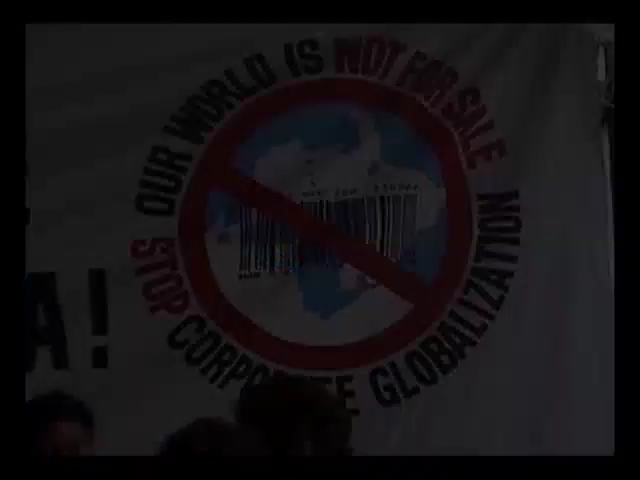 OUR WORLD IS NOT FOR SALE
STOP CORPORATE GLOBALIZATION
A!